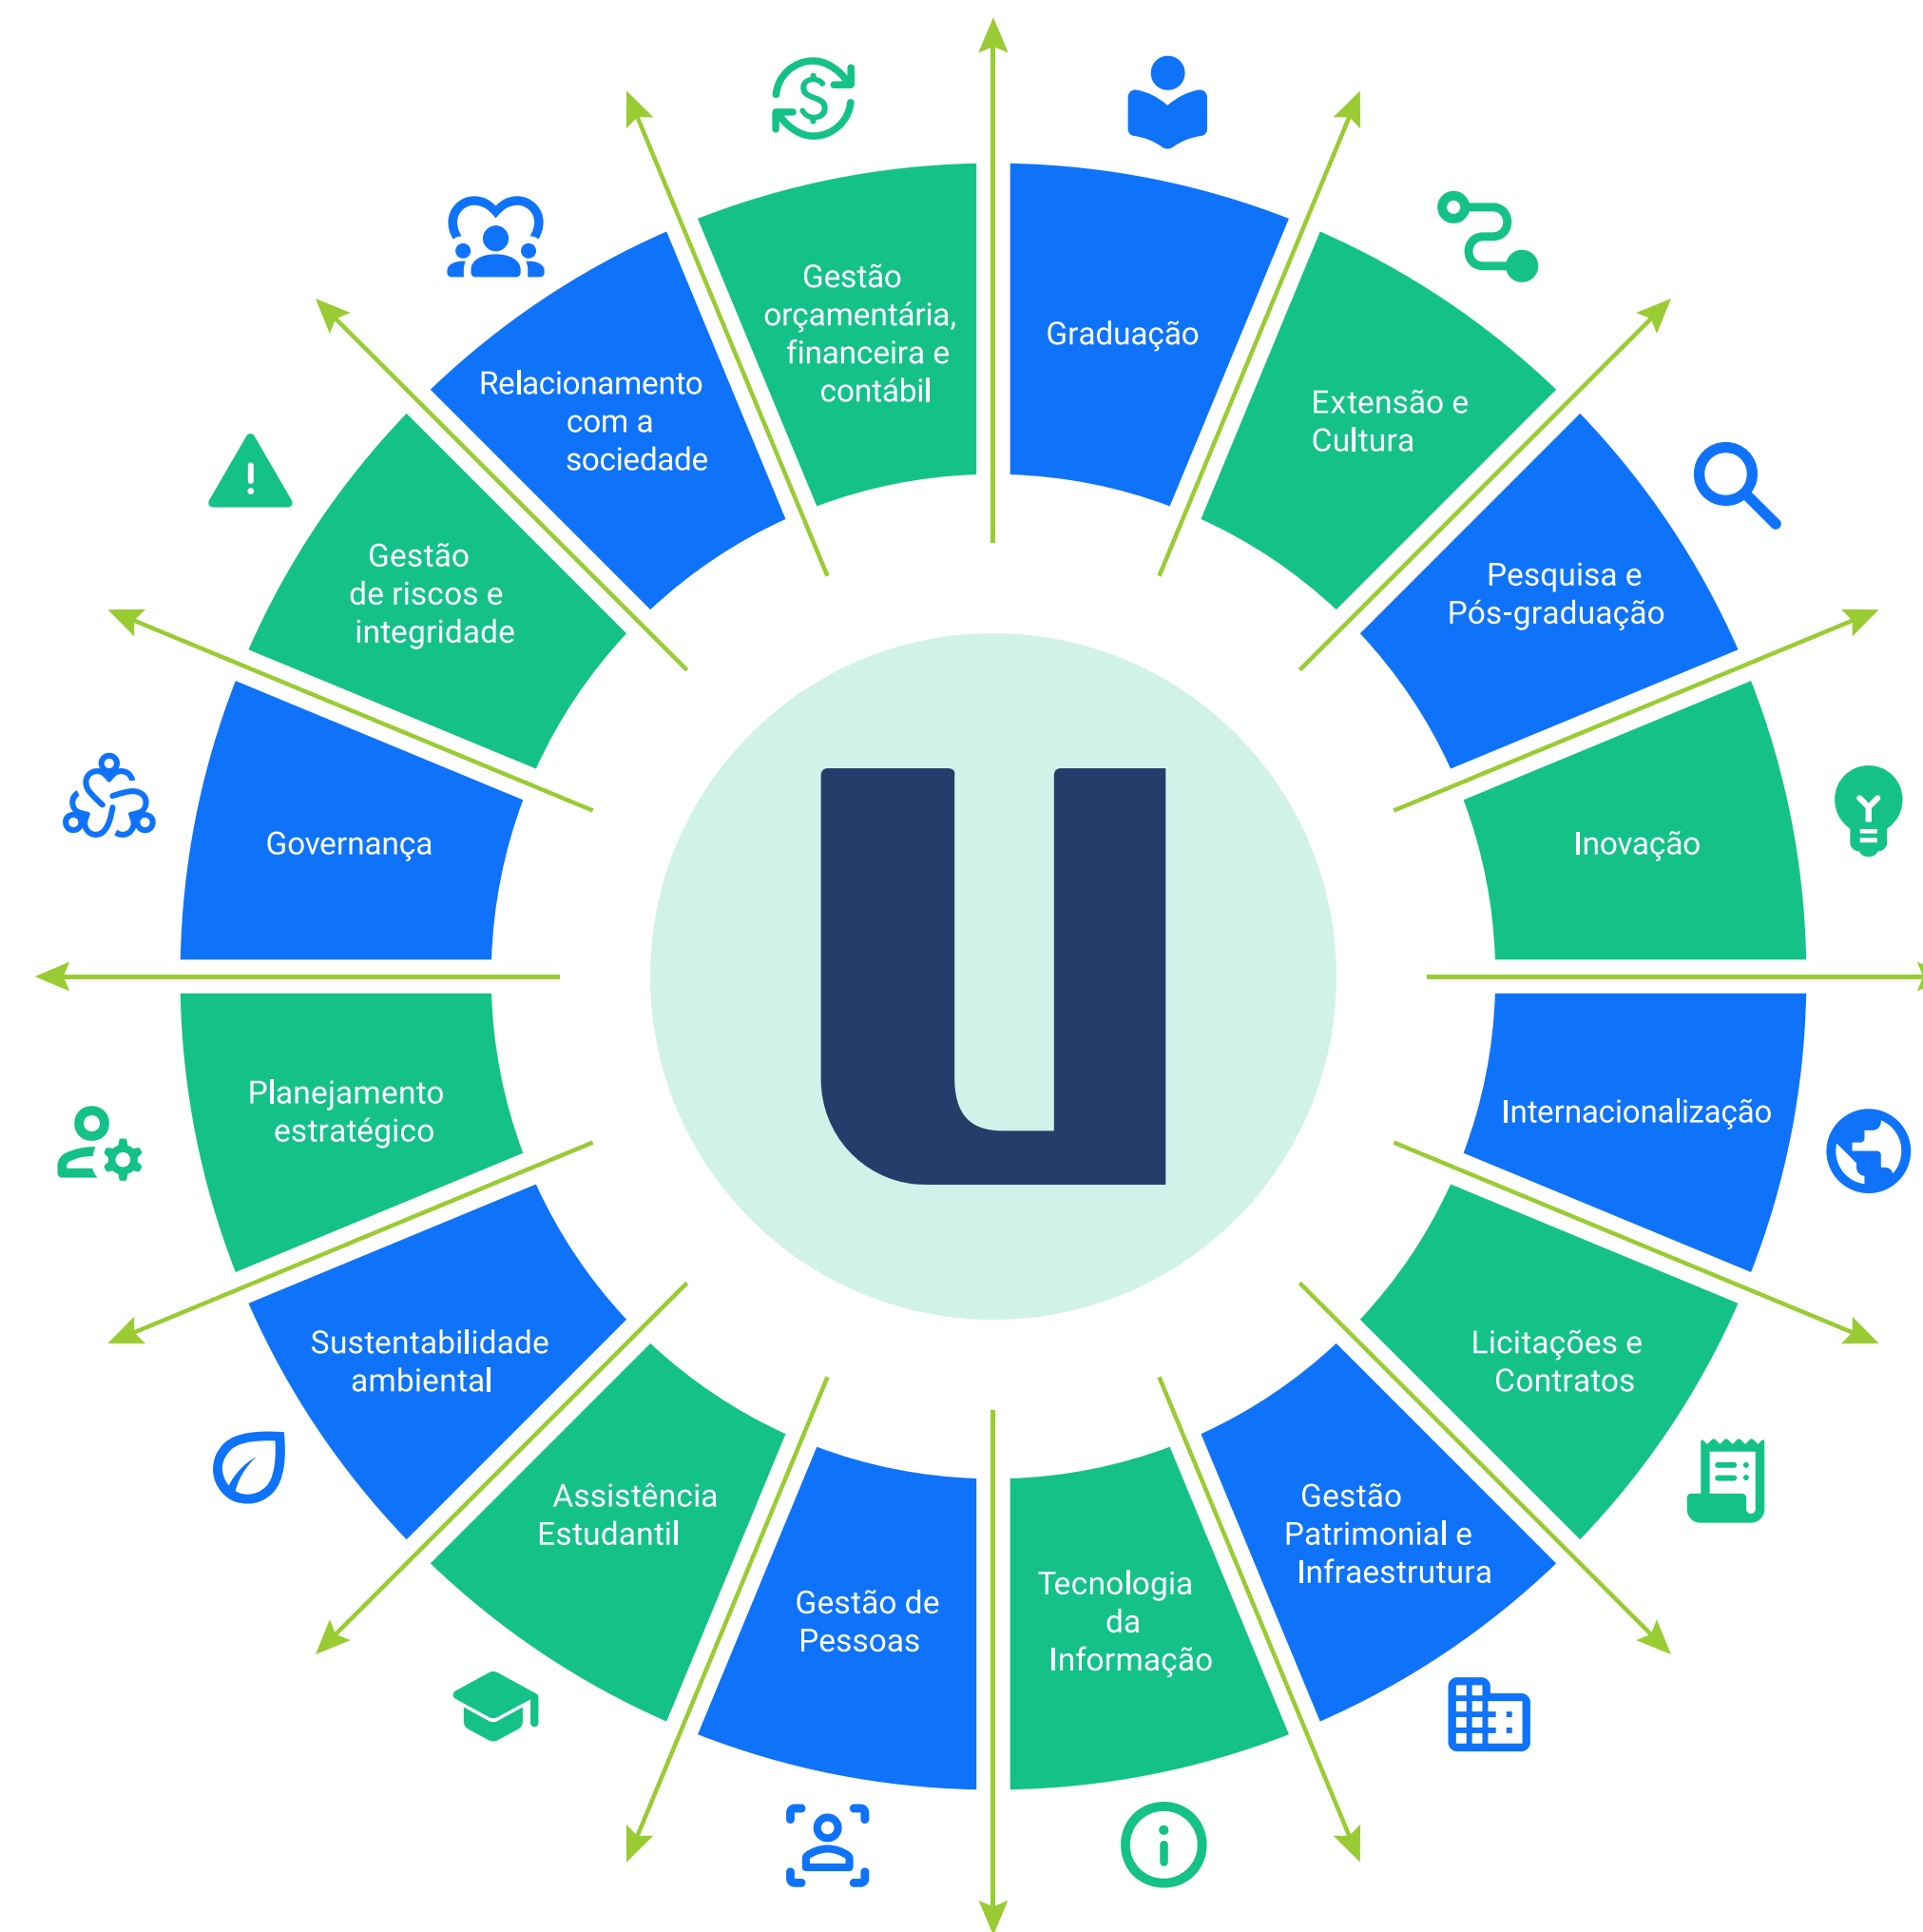 Graduação
Extensão e
Cultura
Pesquisa e
Pós-graduação
Inovação
Internacionalização
Licitações e
Contratos
Gestão
Patrimonial e
Infraestrutura
Tecnologia
da
Informação
Gestão de
Pessoas
Assistência
Estudantil
Sustentabilidade
ambiental
Planejamento
estratégico
Governança
Gestão
de riscos e
integridade
Relacionamento
com a
sociedade
Gestão
orçamentária,
financeira e
contábil
u